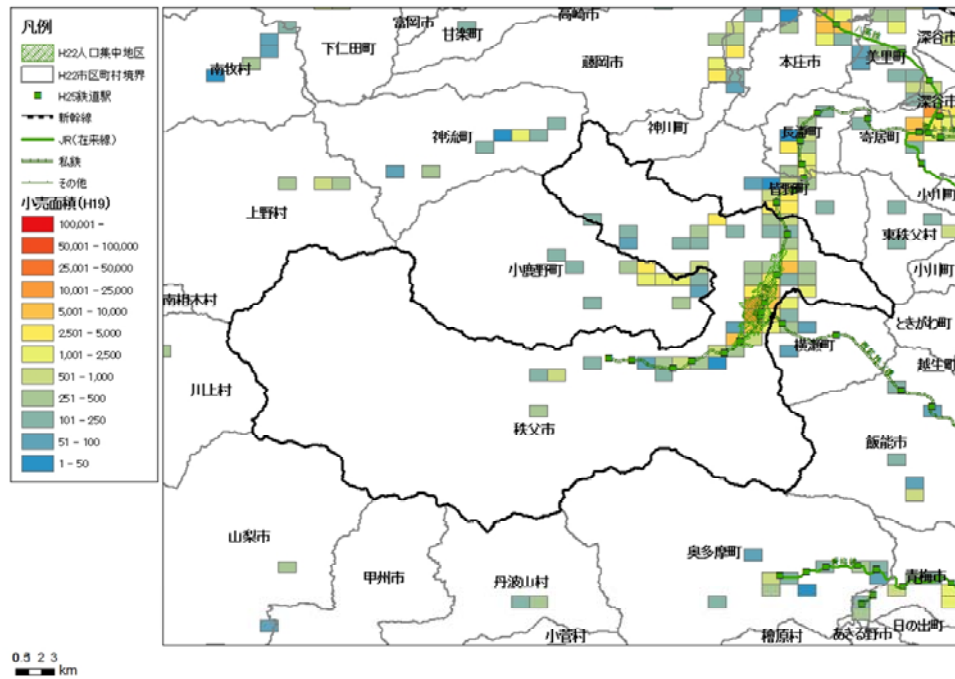 凡例
H22人口集中地区
H22市区町村境界
H25鉄道駅
新幹線
JR(在来線)
私鉄
その他
小売面積(H19)
100,001 -
50,001 - 100,000
25,001 - 50,000
10,001 - 25,000
5,001 - 10,000
2,501 - 5,000
1,001 - 2,500
501 - 1,000
251 - 500
101 - 250
51 - 100
1 - 50
富岡市
甘楽町
高崎市
下仁田町
南牧村
藤岡市
本庄市
美里町
深谷市
深谷市
神流町
神川町
長瀞町
寄居町
小川町
上野村
皆野町
東秩父村
小鹿野町
小川町
南相木村
ときがわ町
横瀬町
越生町
川上村
秩父市
飯能市
山梨市
甲州市
丹波山村
奥多摩町
青梅市
小菅村
檜原村
あきる野市
日の出町
km